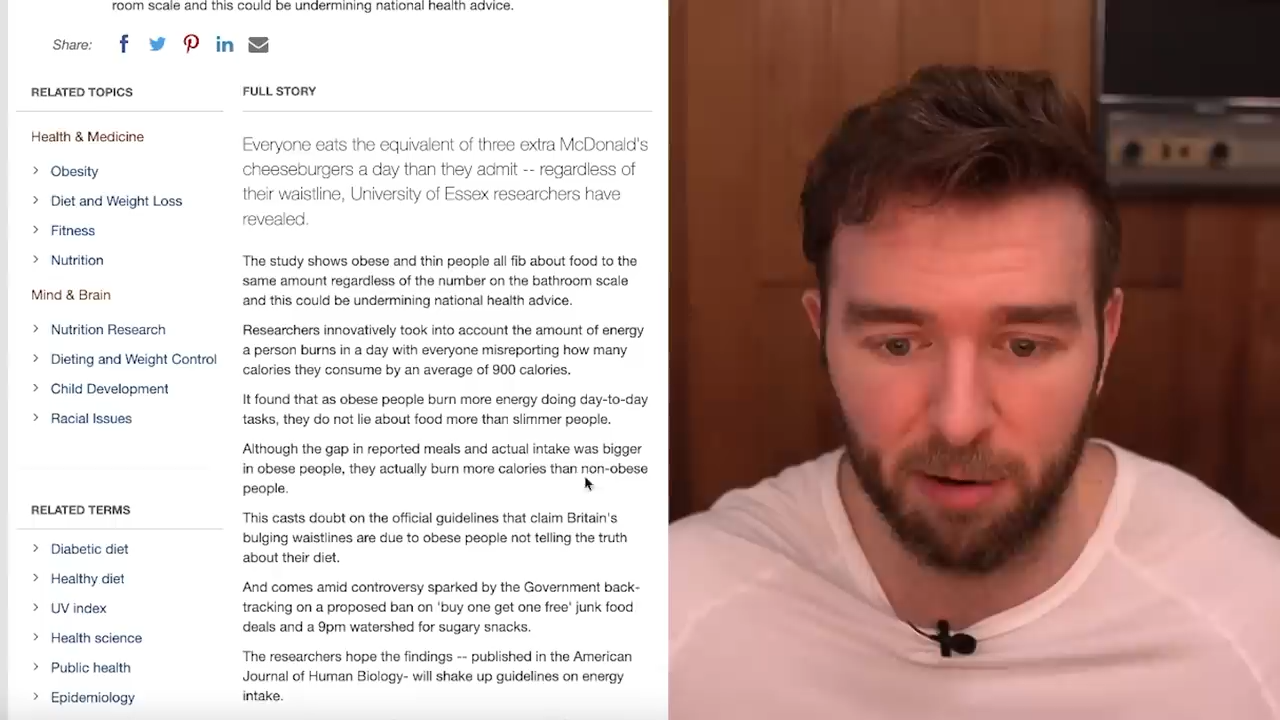 room scale and this could be undermining national health advice.
Share:
RELATED TOPICS
Health & Medicine
Obesity
Diet and Weight Loss
Fitness
Nutrition
Mind & Brain
Nutrition Research
Dieting and Weight Control
Child Development
Racial Issues
RELATED TERMS
Diabetic diet
Healthy diet
UV index
Health science
Public health
Epidemiology
FULL STORY
Everyone eats the equivalent of three extra McDonald's
cheeseburgers a day than they admit -- regardless of
their waistline, University of Essex researchers have
revealed.
The study shows obese and thin people all fib about food to the
same amount regardless of the number on the bathroom scale
and this could be undermining national health advice.
Researchers innovatively took into account the amount of energy
a person burns in a day with everyone misreporting how many
calories they consume by an average of 900 calories.
It found that as obese people burn more energy doing day-to-day
tasks, they do not lie about food more than slimmer people.
Although the gap in reported meals and actual intake was bigger
in obese people, they actually burn more calories than non-obese
people.
This casts doubt on the official guidelines that claim Britain's
bulging waistlines are due to obese people not telling the truth
about their diet.
And comes amid controversy sparked by the Government back-
tracking on a proposed ban on 'buy one get one free' junk food
deals and a 9pm watershed for sugary snacks.
The researchers hope the findings -- published in the American
Journal of Human Biology- will shake up guidelines on energy
intake.